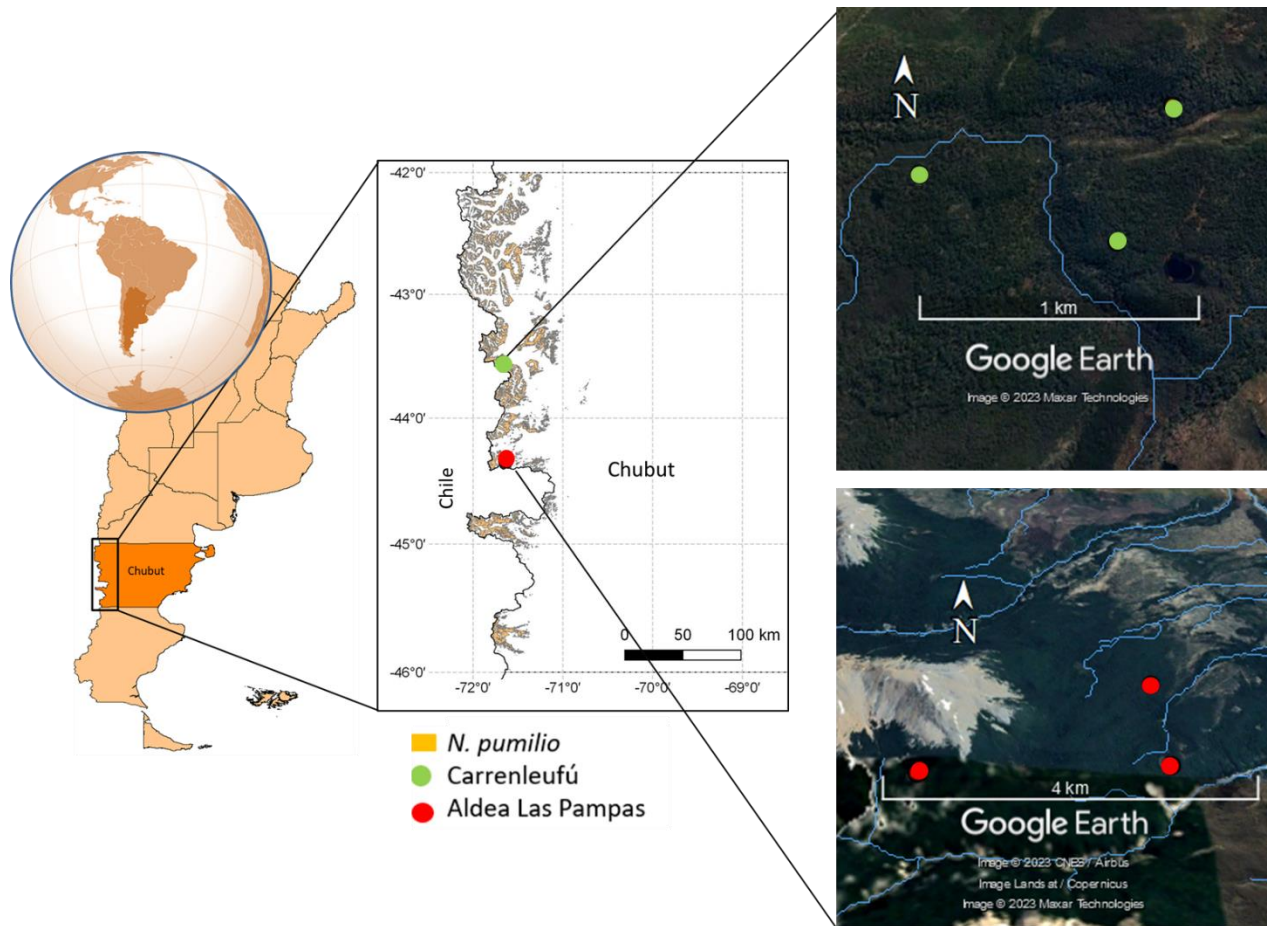 Chubut
-42°0'
-43°0'
-44°0'
-45°0'
-46°0'
-72°0'
-71°0'
-70°0'
-69°0'
Chile
Chubut
0 50 100 km
N. pumilio
Carrenleufú
Aldea Las Pampas
N
1 km
Google Earth
Image © 2023 Maxar Technologies
N
4 km
Google Earth
Image © 2023 CNES / Airbus
Image Landsat / Copernicus
Image © 2023 Maxar Technologies